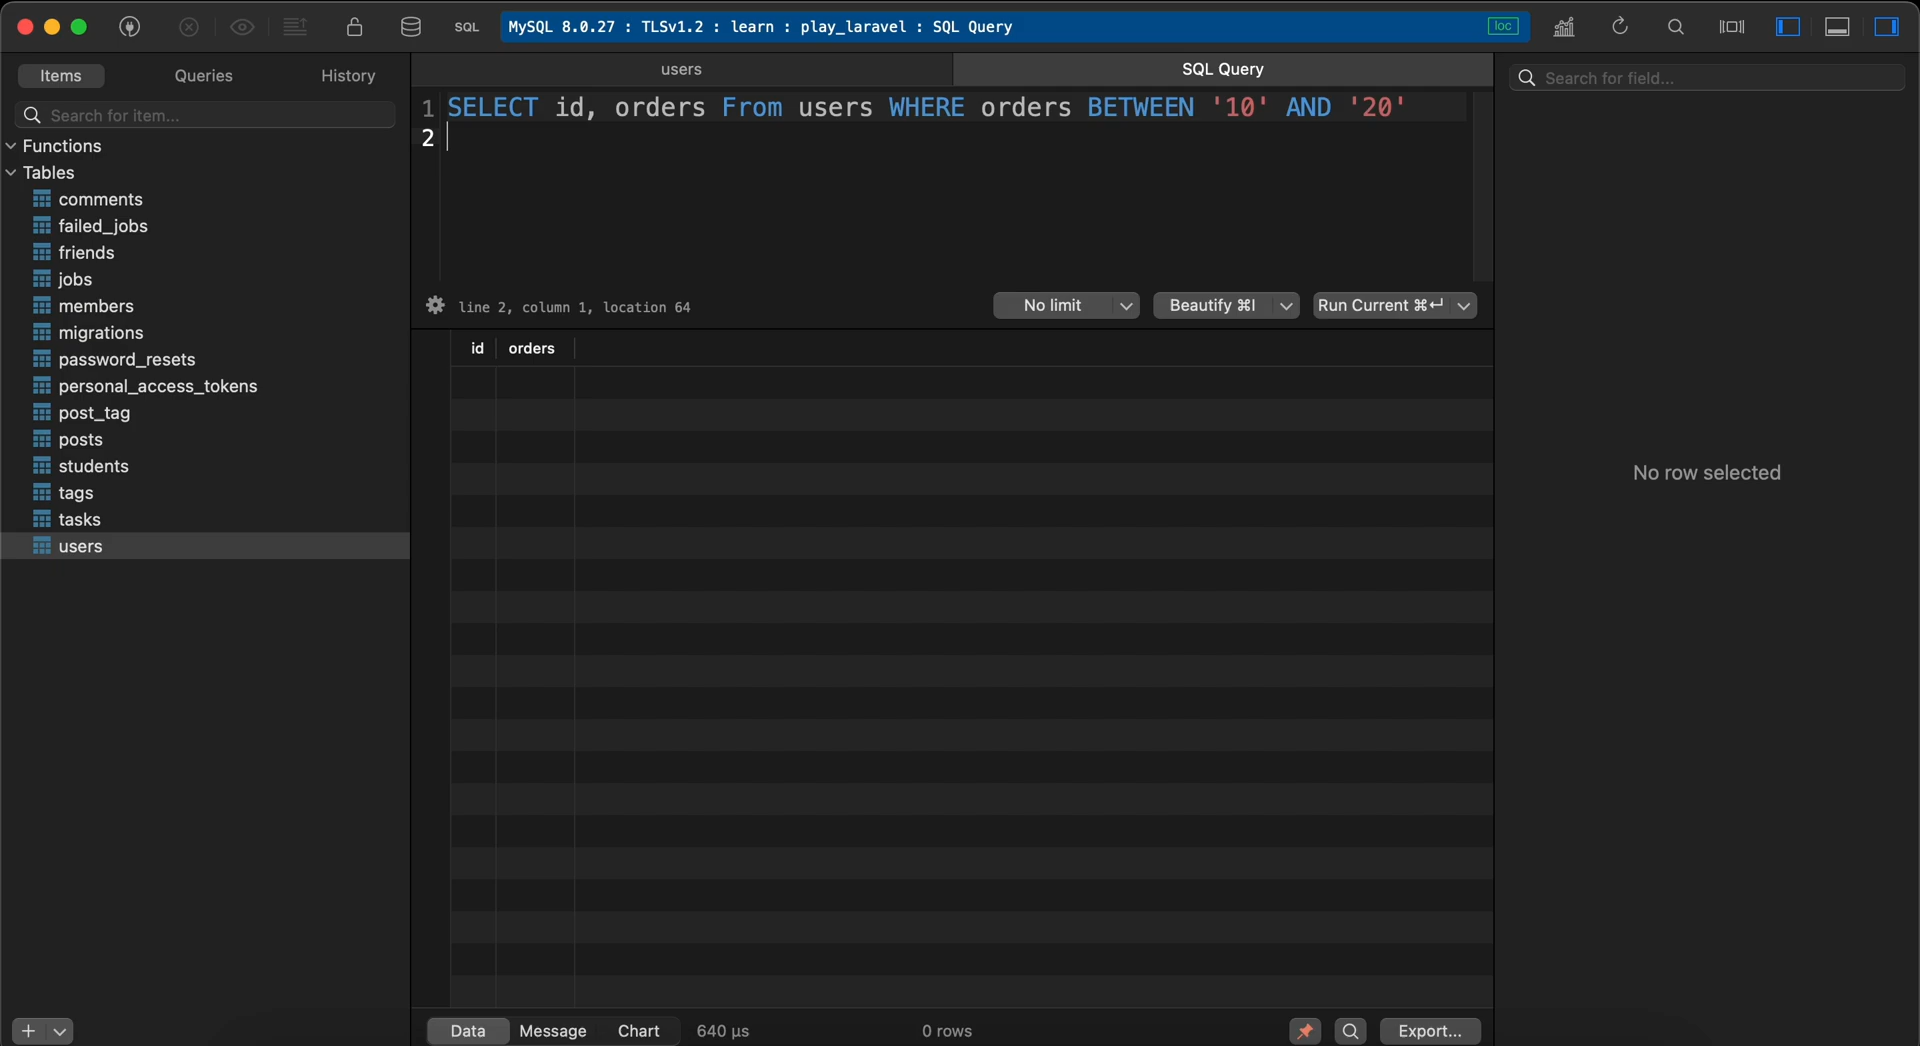 SQL
MySQL 8.0.27 : TLSv1.2 : learn : play_laravel : SQL Query
loc
Items
Queries
History
Search for item...
Functions
Tables
comments
failed_jobs
friends
jobs
members
migrations
password_resets
personal_access_tokens
post_tag
posts
students
tags
tasks
users
users
SQL Query
1 SELECT id, orders From users WHERE orders BETWEEN '10' AND '20'
2
line 2, column 1, location 64
No limit
Beautify ⌘I
Run Current ⌘↵
id orders
Data
Message
Chart
640 µs
0 rows
Export...
Search for field...
No row selected